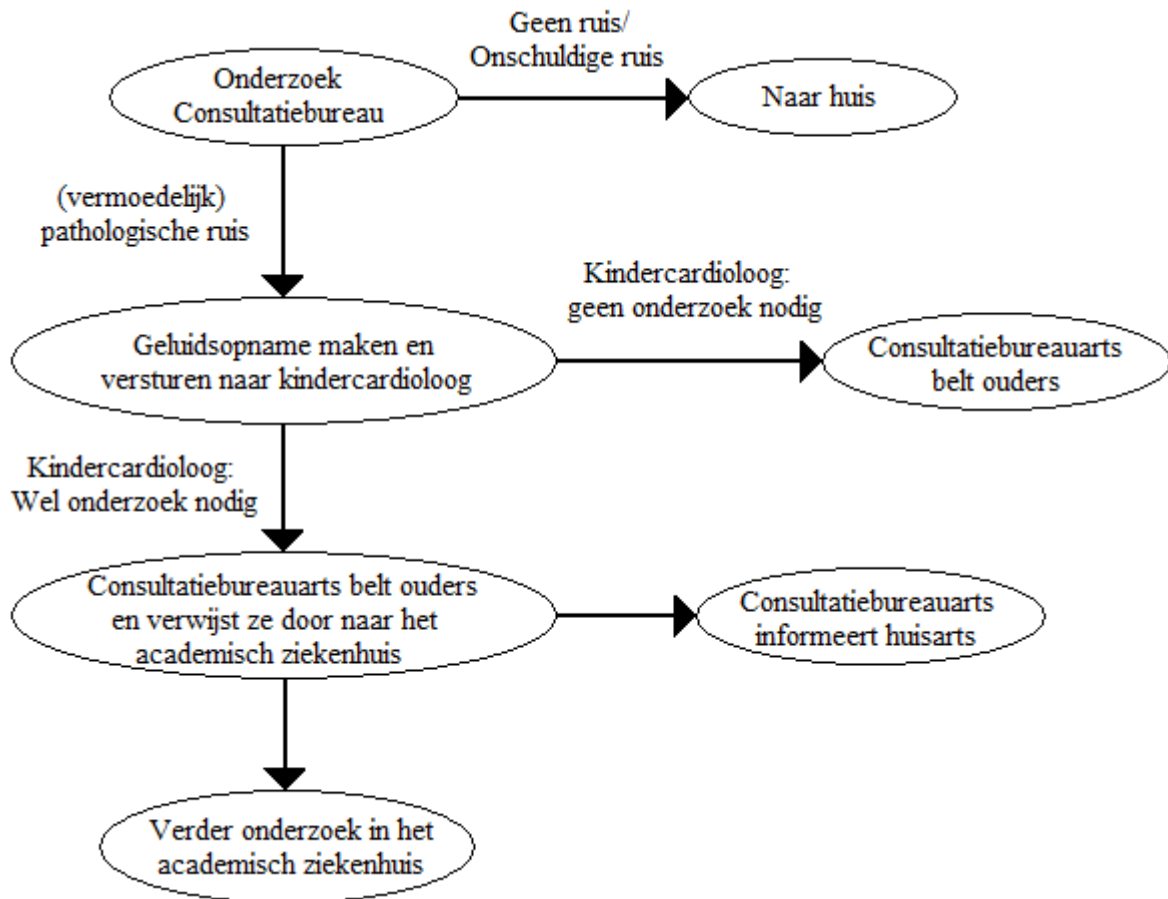 Geen ruis/
Onschuldige ruis
Onderzoek
Consultatiebureau
Naar huis
(vermoedelijk)
pathologische ruis
Kindercardioloog:
geen onderzoek nodig
Geluidsopname maken en
versturen naar kindercardioloog
Consultatiebureauarts
belt ouders
Kindercardioloog:
Wel onderzoek nodig
Consultatiebureauarts belt ouders
en verwijst ze door naar het
academisch ziekenhuis
Consultatiebureauarts
informeert huisarts
Verder onderzoek in het
academisch ziekenhuis